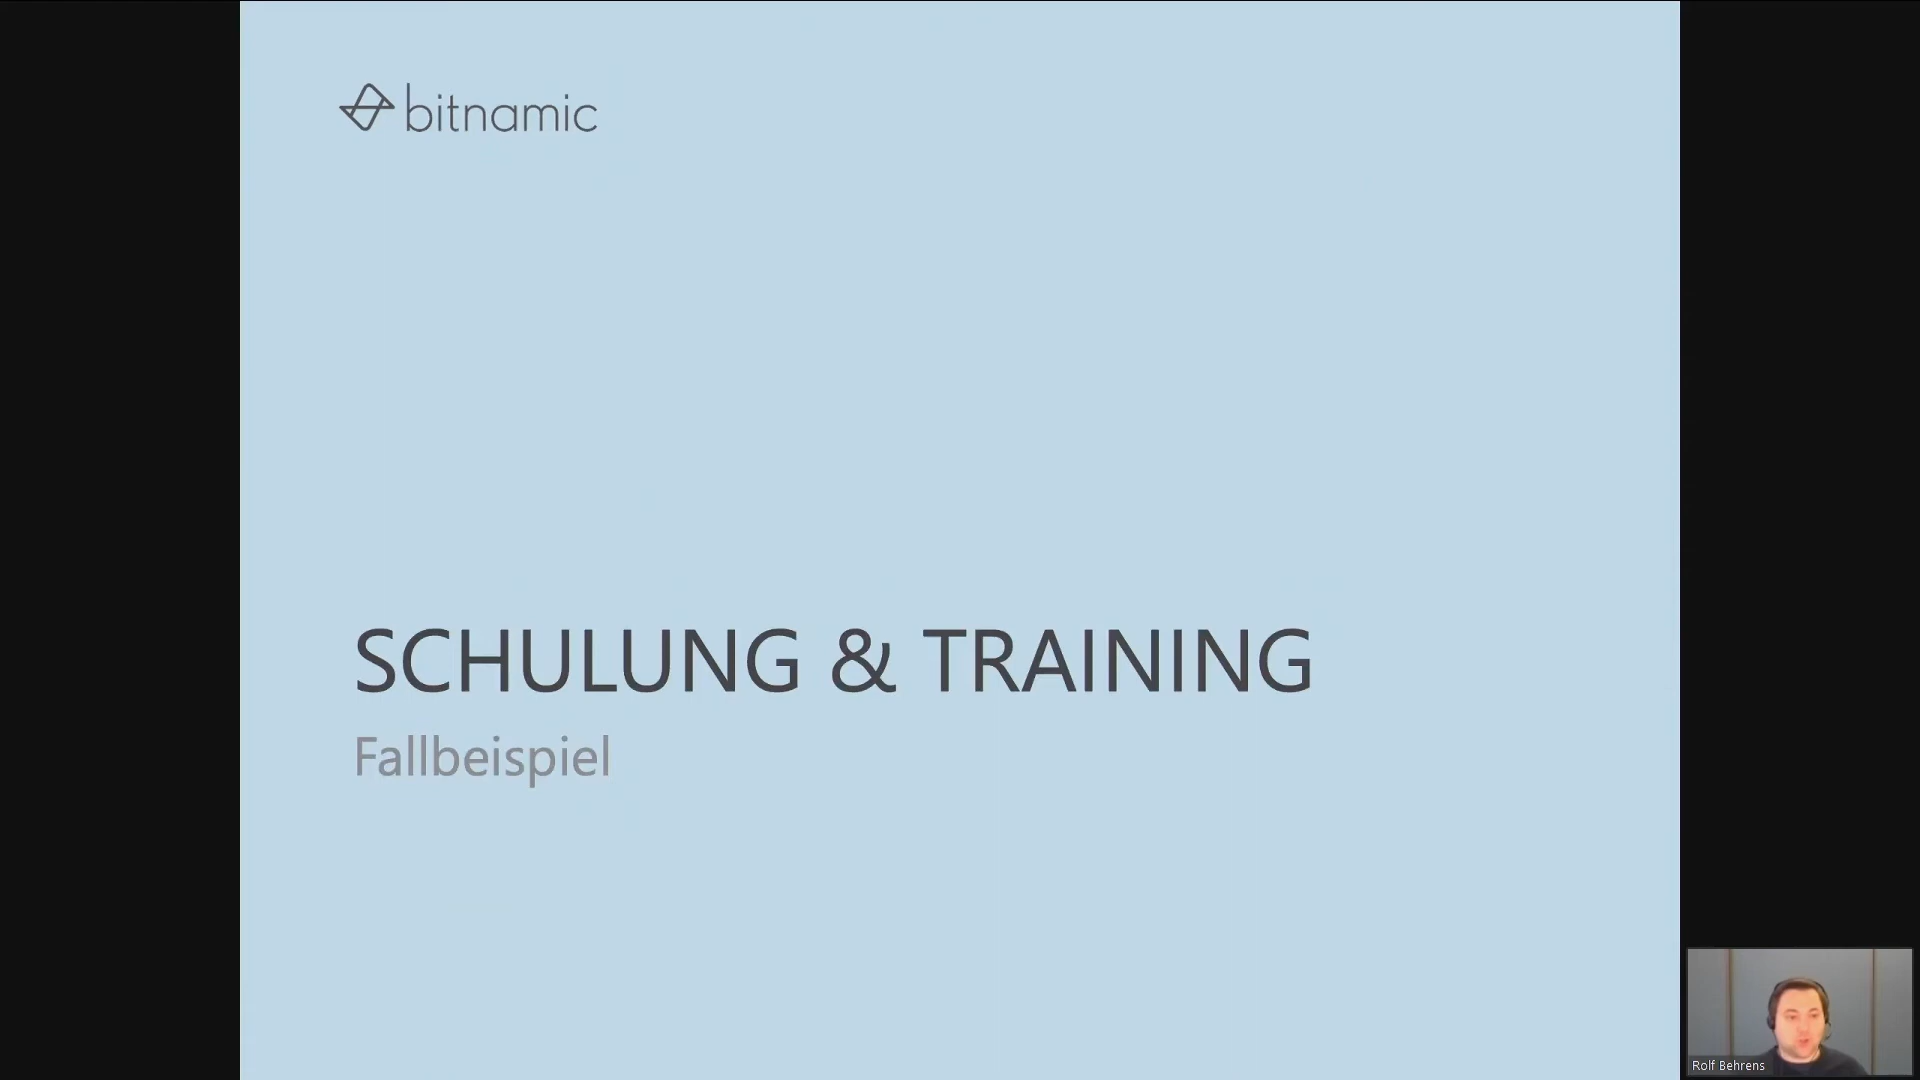 bitnamic
SCHULUNG & TRAINING
Fallbeispiel
Rolf Behrens